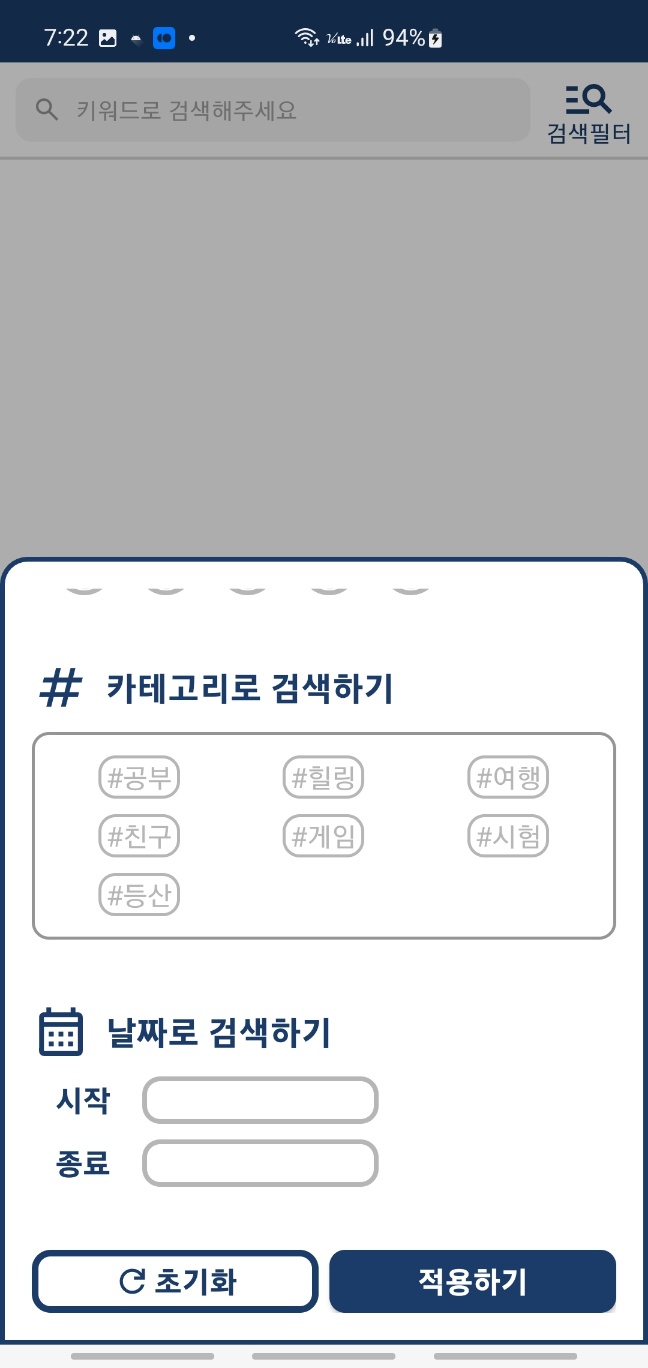 7:22 94%
키워드로 검색해주세요
검색필터
# 카테고리로 검색하기
#공부 #힐링 #여행
#친구 #게임 #시험
#등산
날짜로 검색하기
시작
종료
초기화 적용하기